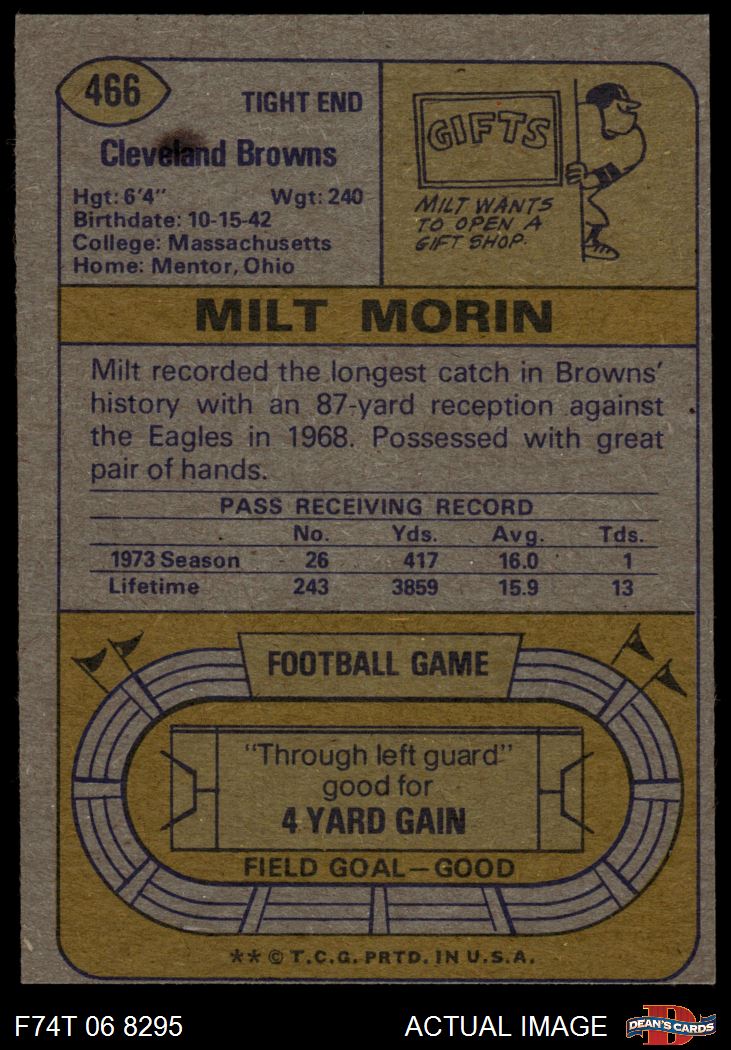 466
TIGHT END
Cleveland Browns
Hgt: 6'4" Wgt: 240
Birthdate: 10-15-42
College: Massachusetts
Home: Mentor, Ohio
GIFTS
MILT WANTS
TO OPEN A
GIFT SHOP.
MILT MORIN
Milt recorded the longest catch in Browns'
history with an 87-yard reception against
the Eagles in 1968. Possessed with great
pair of hands.
PASS RECEIVING RECORD
No. Yds. Avg. Tds.
1973 Season 26 417 16.0 1
Lifetime 243 3859 15.9 13
FOOTBALL GAME
"Through left guard"
good for
4 YARD GAIN
FIELD GOAL—GOOD
** © T.C.G. PRTD. IN U.S.A.
F74T 06 8295 ACTUAL IMAGE
DEAN'S CARDS